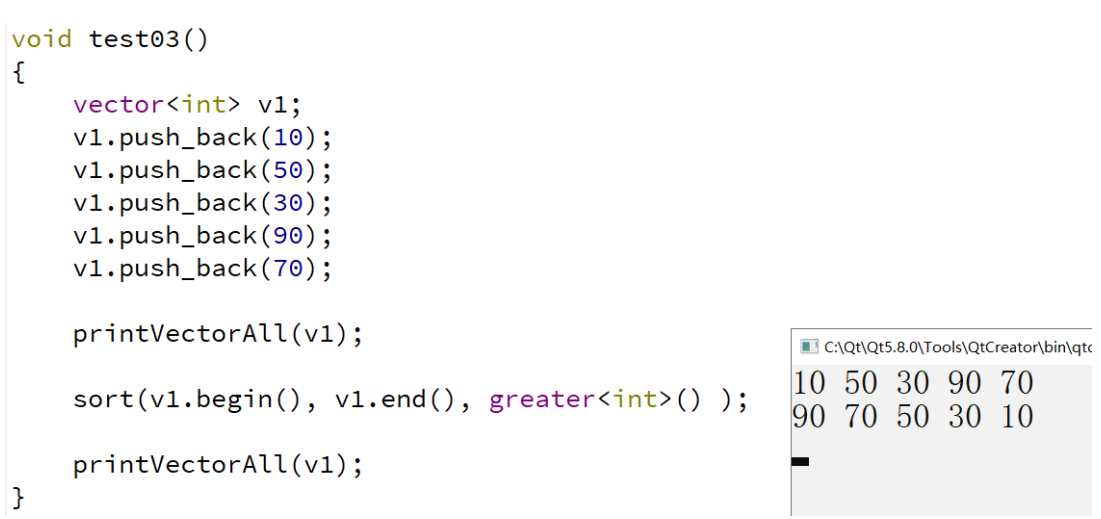 void test03()
{
    vector<int> v1;
    v1.push_back(10);
    v1.push_back(50);
    v1.push_back(30);
    v1.push_back(90);
    v1.push_back(70);
    printVectorAll(v1);
    sort(v1.begin(), v1.end(), greater<int>() );
    printVectorAll(v1);
}
C:\Qt\Qt5.8.0\Tools\QtCreator\bin\qtc
10 50 30 90 70
90 70 50 30 10